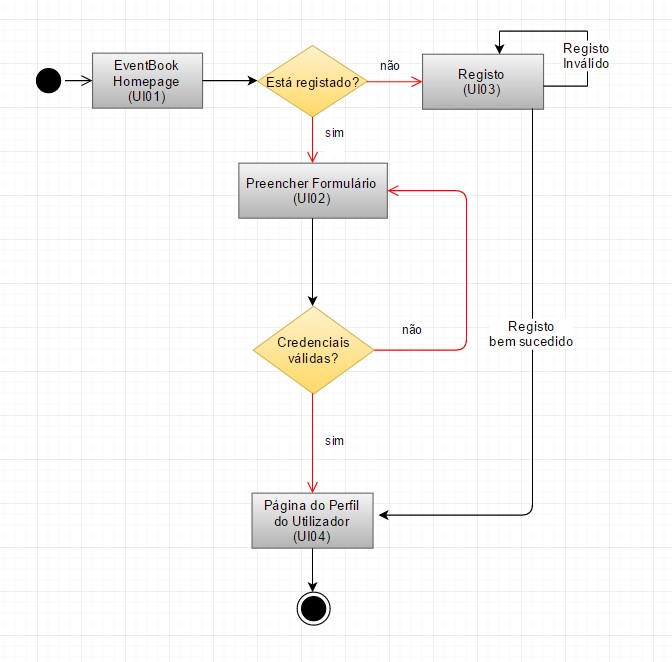 EventBook
Homepage
(UI01)
Está registado?
não
Registo
(UI03)
Registo
Inválido
sim
Preencher Formulário
(UI02)
Credenciais
válidas?
não
Registo
bem sucedido
sim
Página do Perfil
do Utilizador
(UI04)